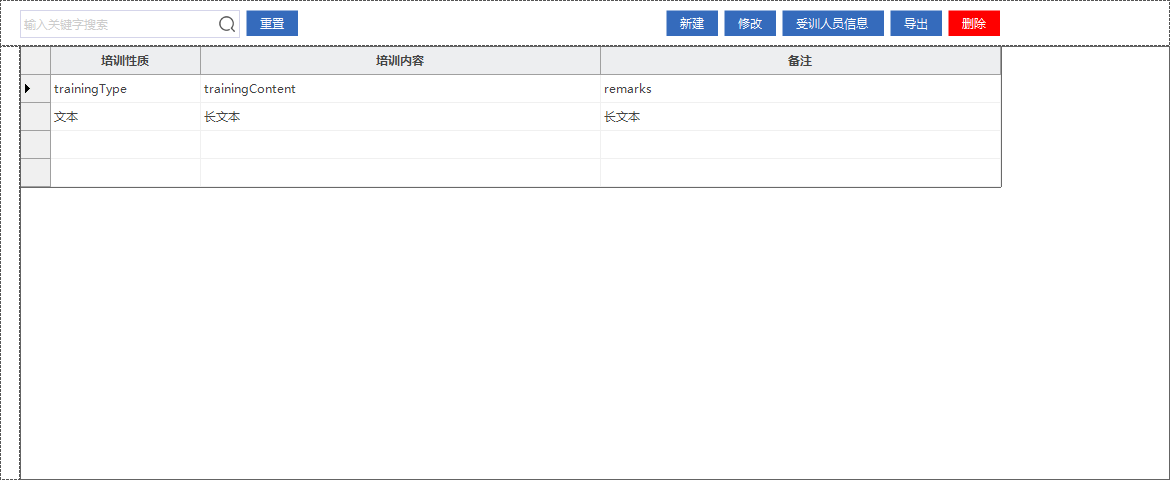 输入关键字搜索 重置 新建 修改 受训人员信息 导出 删除
培训性质 培训内容 备注
trainingType trainingContent remarks
文本 长文本 长文本